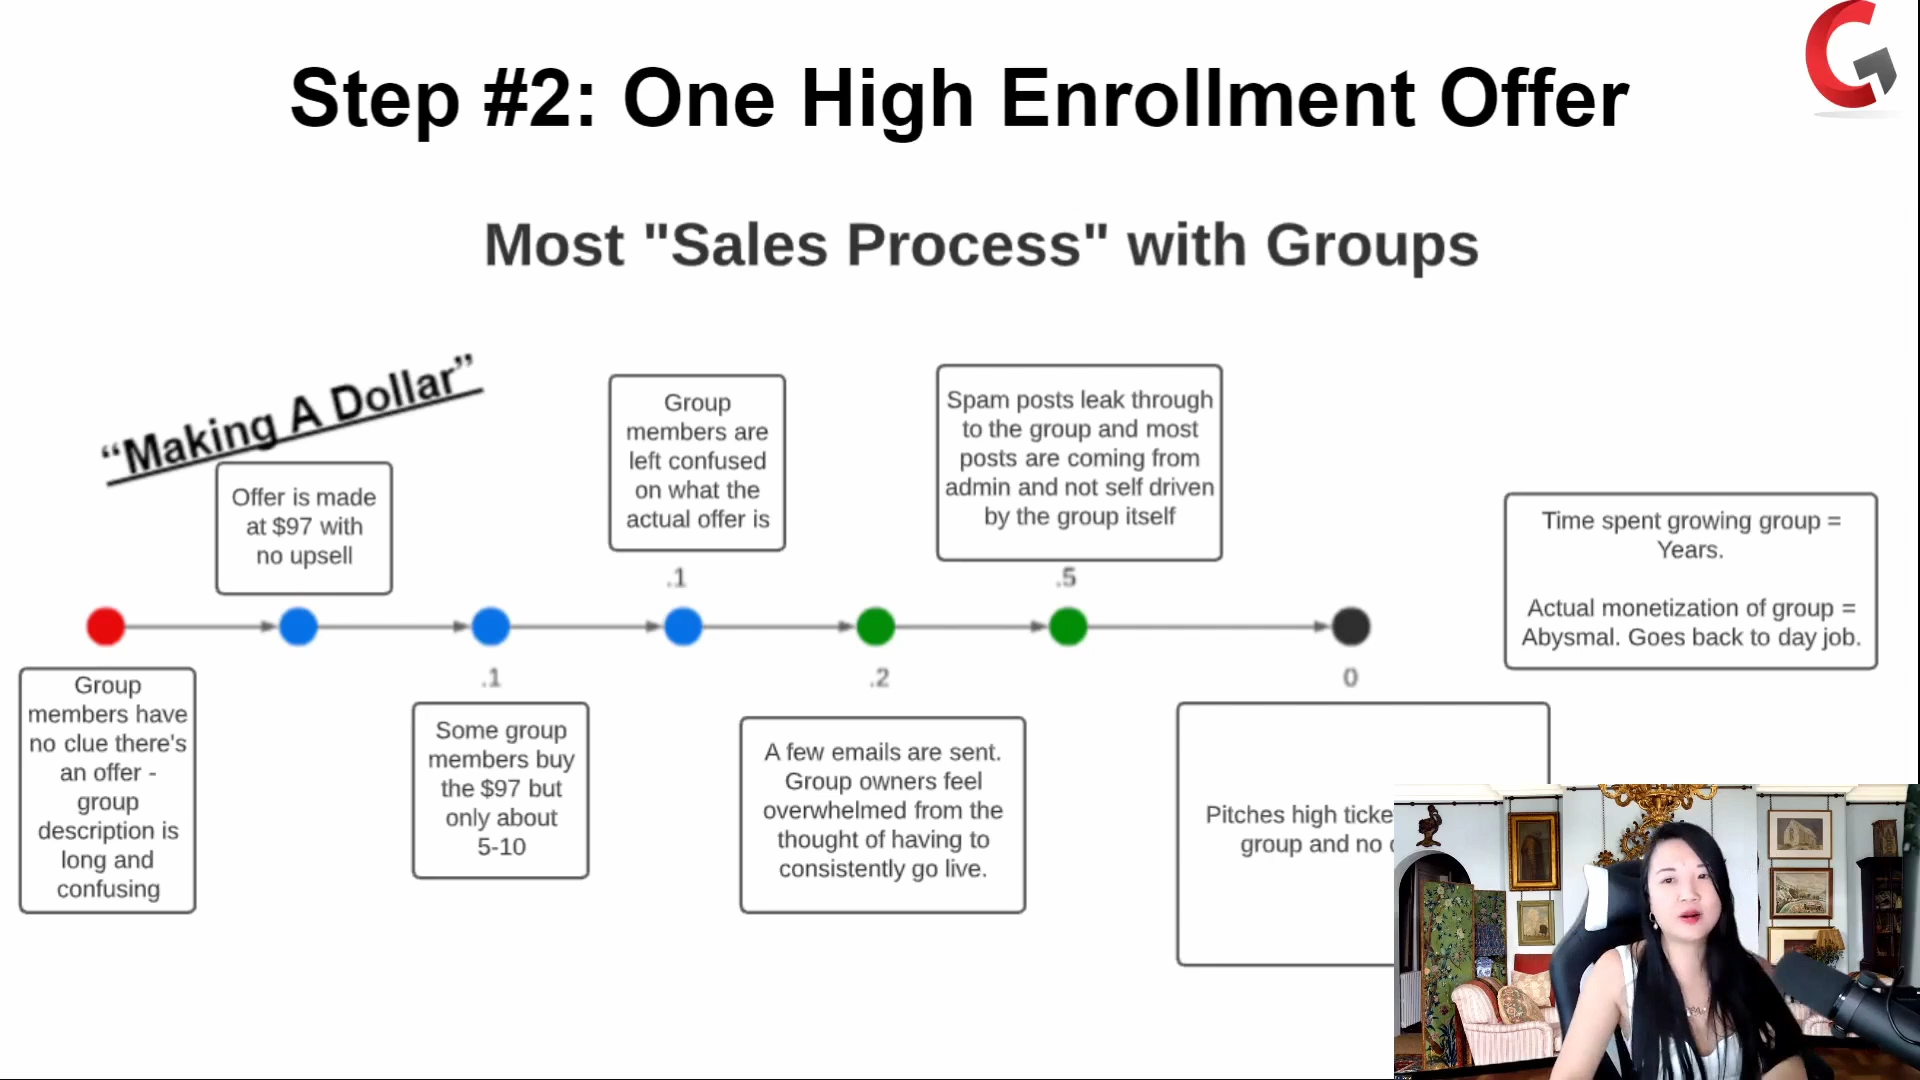 Step #2: One High Enrollment Offer
Most "Sales Process" with Groups
“Making A Dollar”
Offer is made
at $97 with
no upsell
Group
members are
left confused
on what the
actual offer is
Spam posts leak through
to the group and most
posts are coming from
admin and not self driven
by the group itself
Time spent growing group =
Years.
Actual monetization of group =
Abysmal. Goes back to day job.
.1
.5
.1
.2
0
Group
members have
no clue there's
an offer -
group
description is
long and
confusing
Some group
members buy
the $97 but
only about
5-10
A few emails are sent.
Group owners feel
overwhelmed from the
thought of having to
consistently go live.
Pitches high
group and no